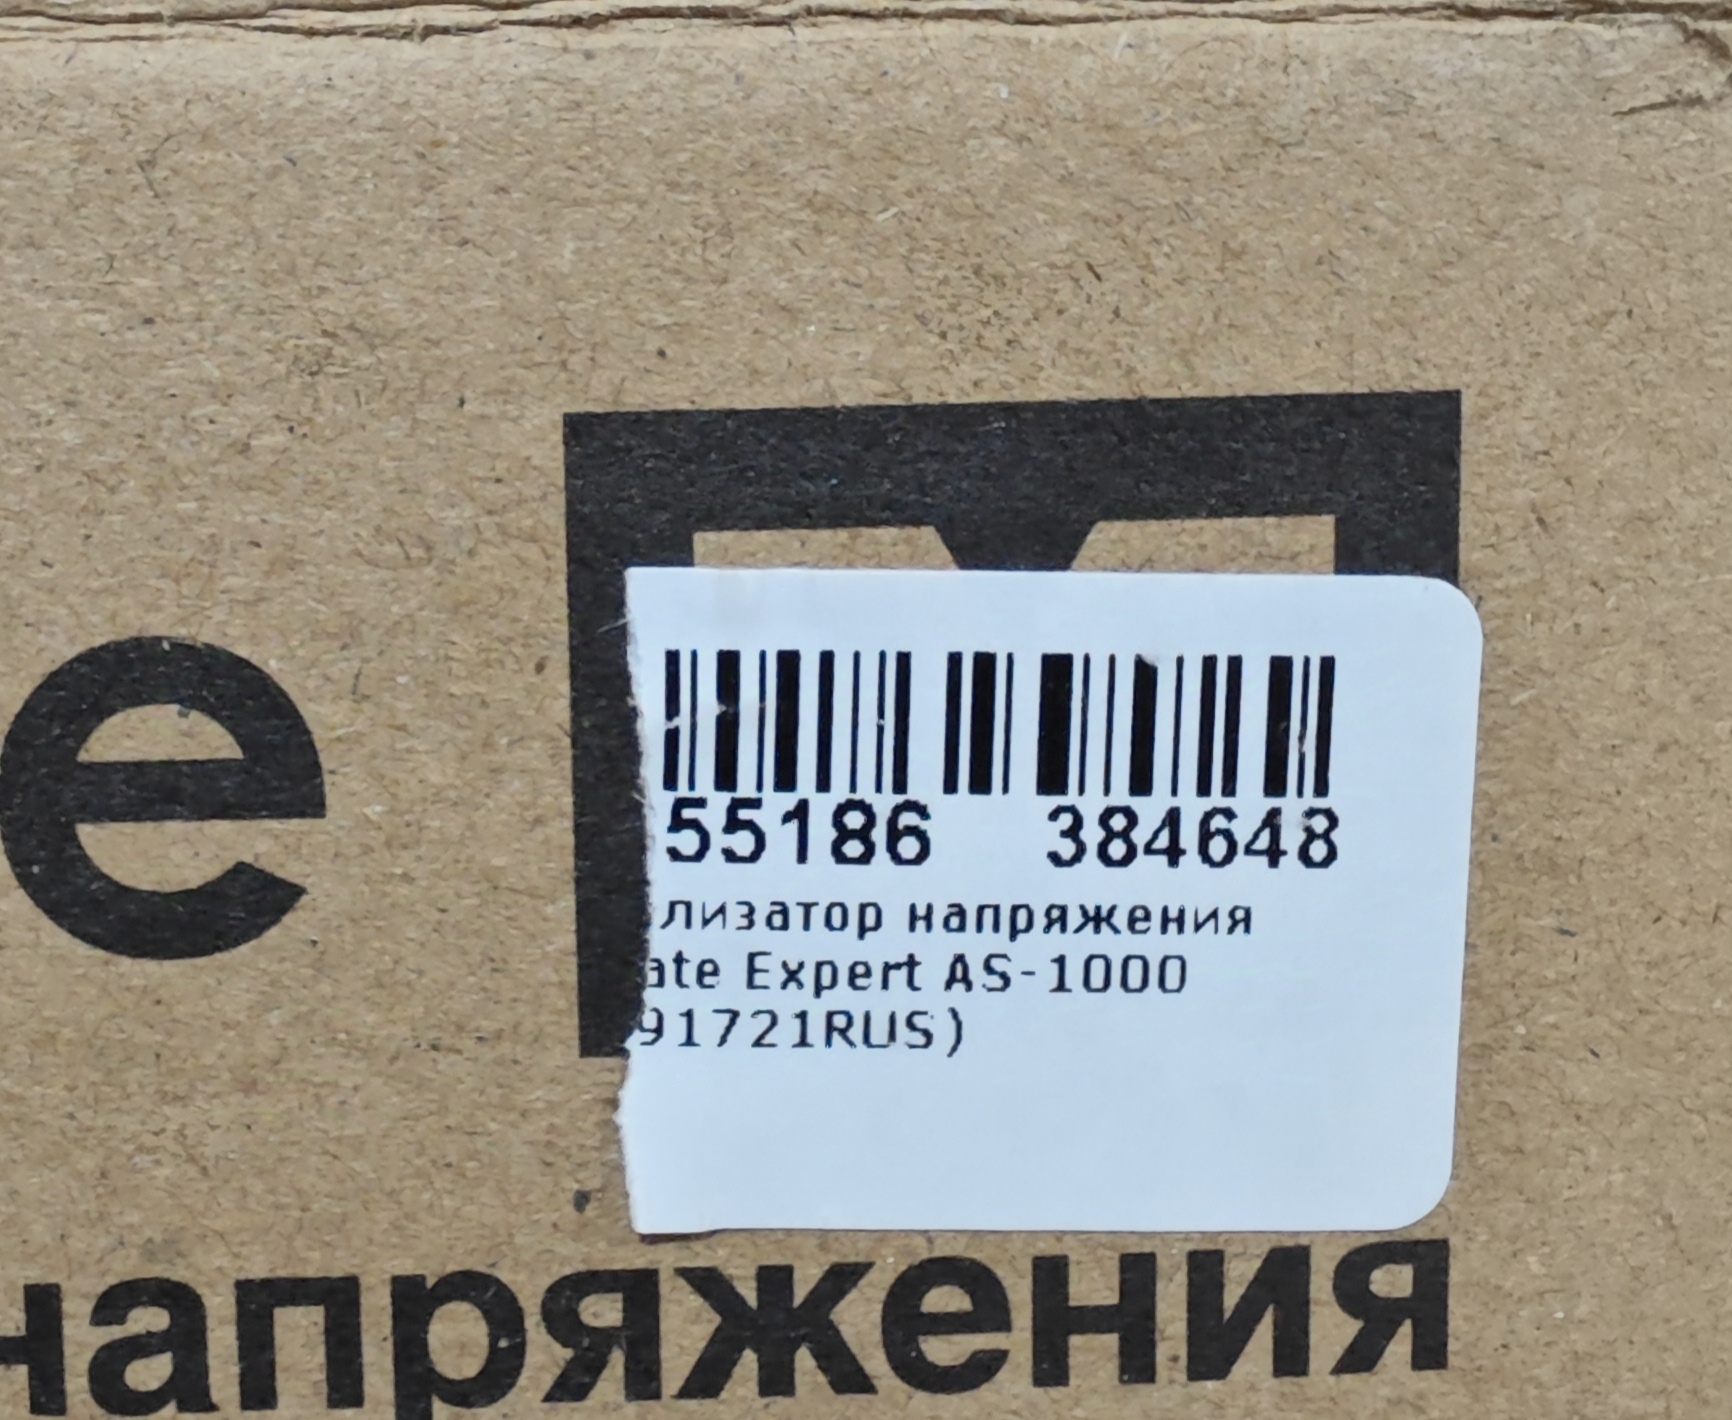 e
55186 384648
лизатор напряжения
ate Expert AS-1000
91721RUS)
напряжения